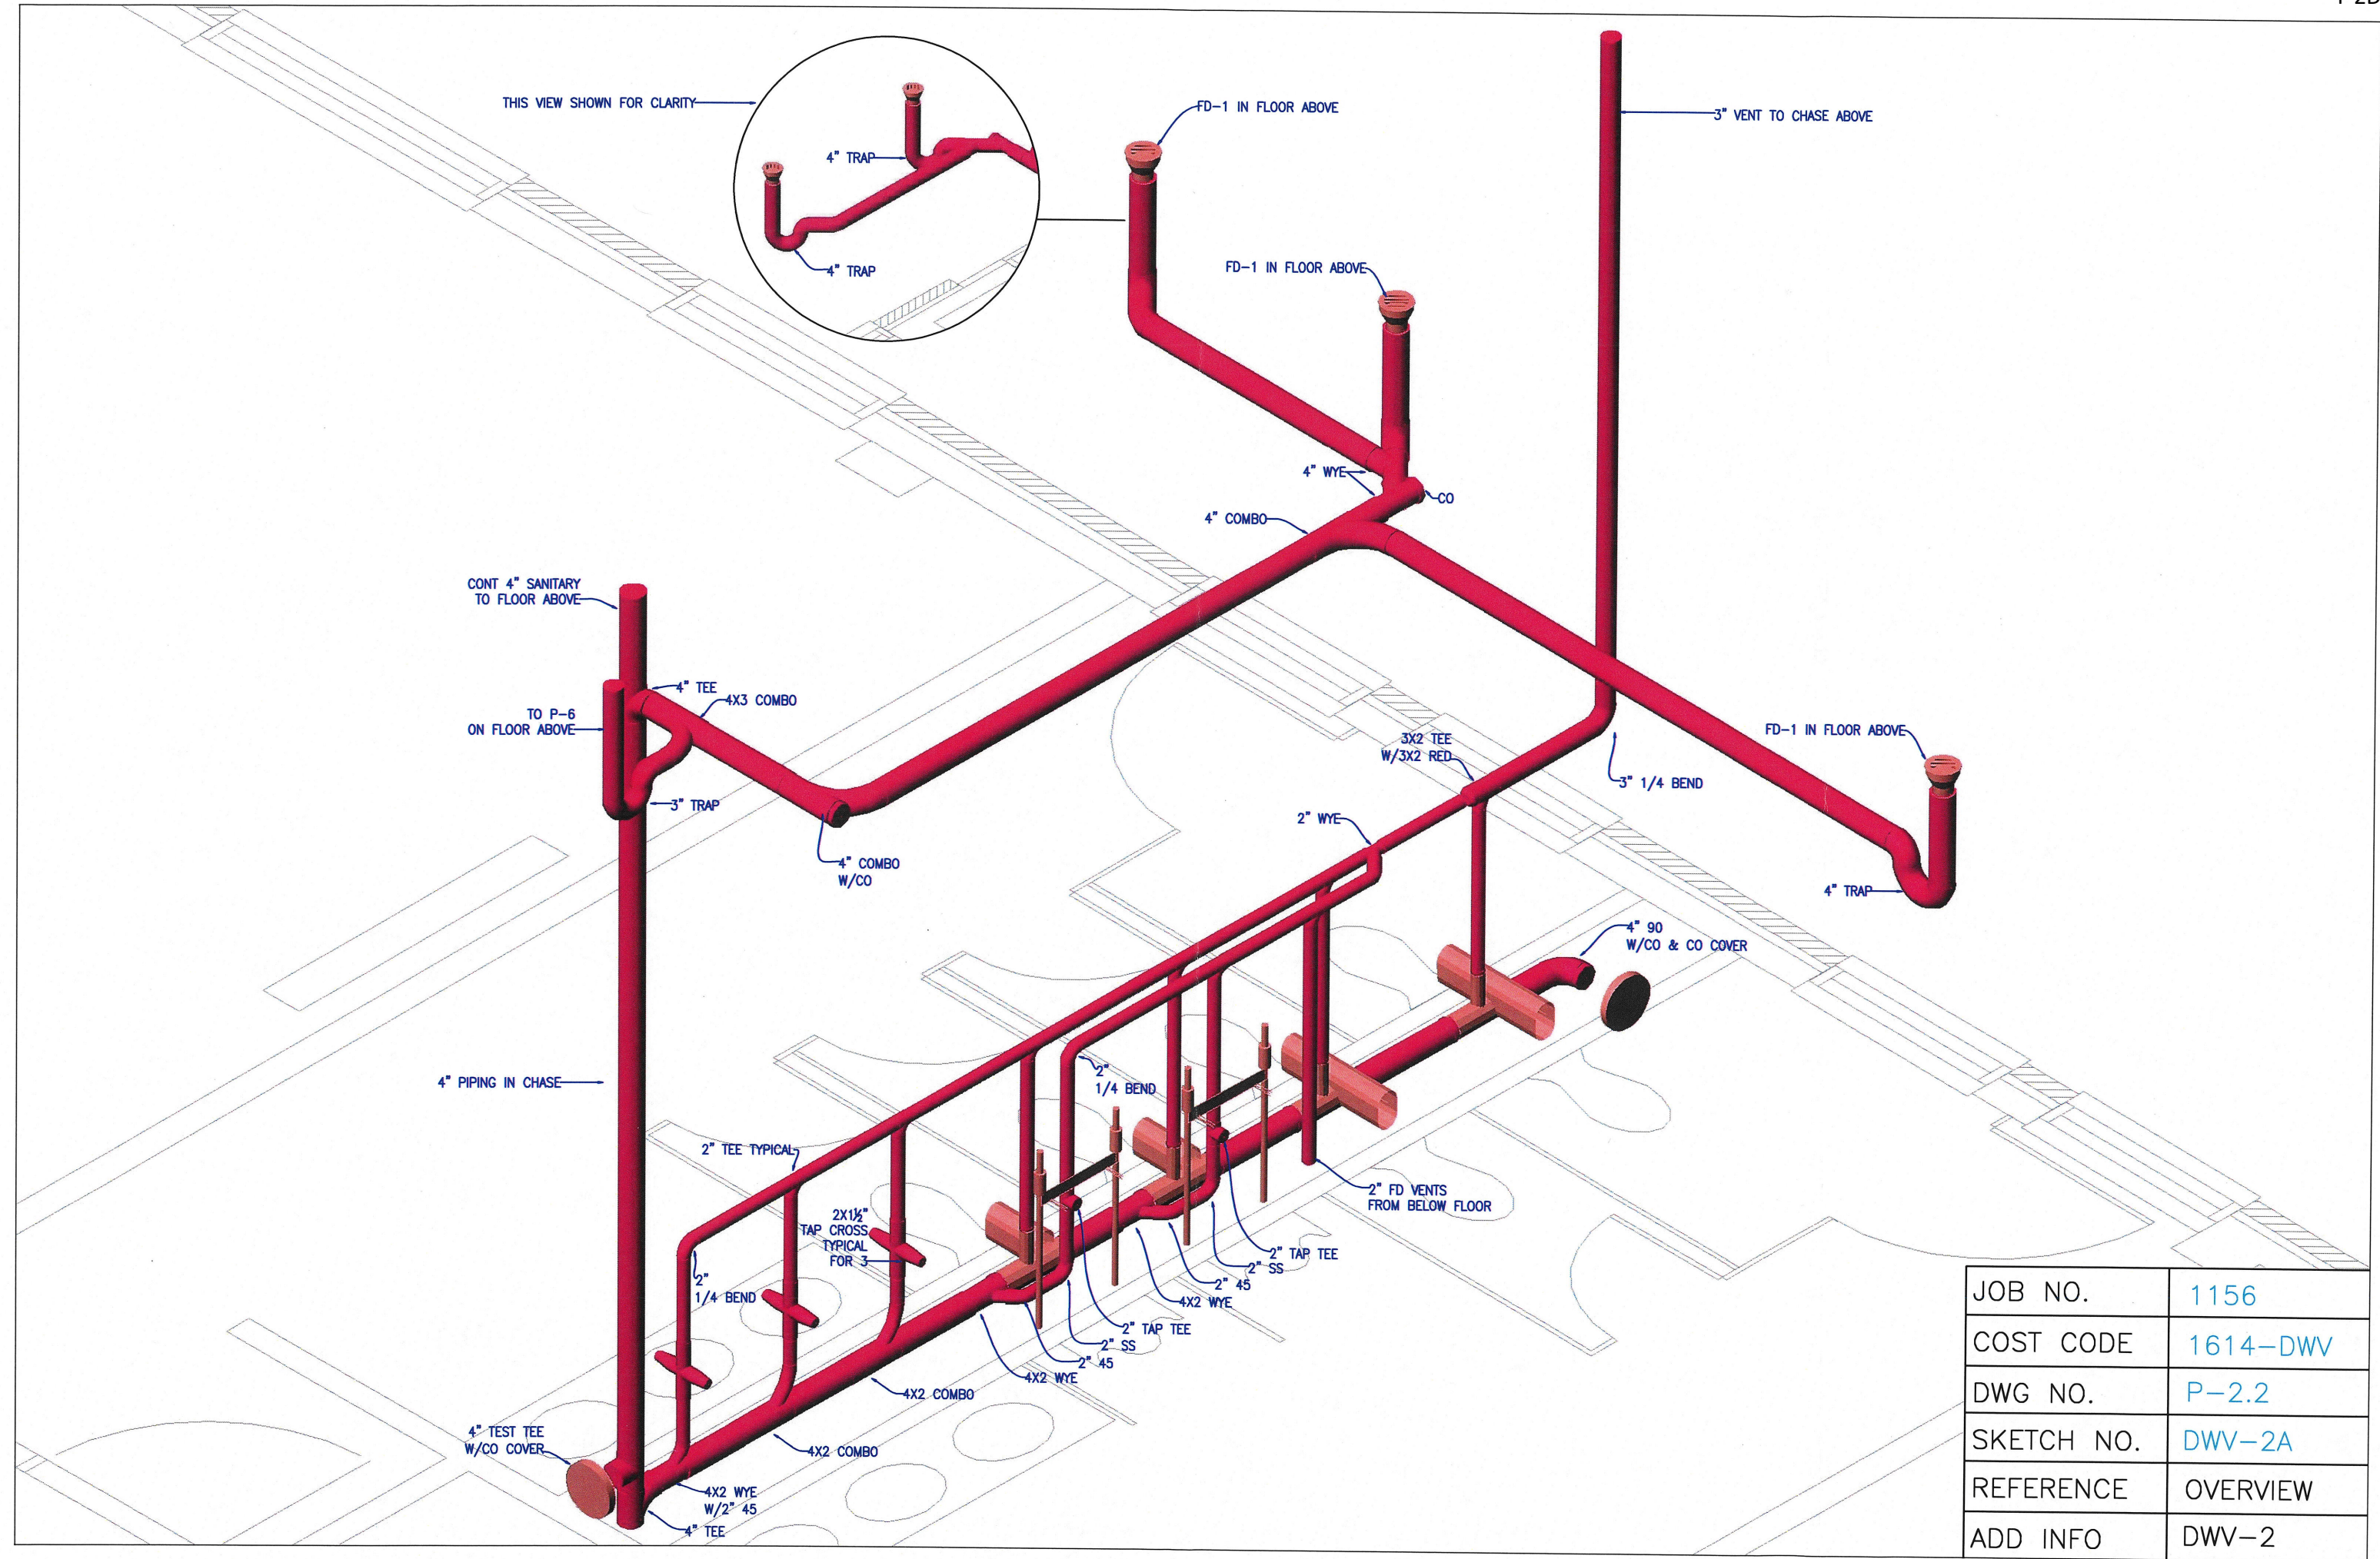 THIS VIEW SHOWN FOR CLARITY
4" TRAP
4" TRAP
FD-1 IN FLOOR ABOVE
3" VENT TO CHASE ABOVE
FD-1 IN FLOOR ABOVE
4" WYE
CO
4" COMBO
CONT 4" SANITARY
TO FLOOR ABOVE
4" TEE
4X3 COMBO
TO P-6
ON FLOOR ABOVE
3" TRAP
4" COMBO
W/CO
3X2 TEE
W/3X2 RED
3" 1/4 BEND
FD-1 IN FLOOR ABOVE
2" WYE
4" TRAP
4" 90
W/CO & CO COVER
4" PIPING IN CHASE
2"
1/4 BEND
2" TEE TYPICAL
2X1½"
TAP CROSS
TYPICAL
FOR 3
2" FD VENTS
FROM BELOW FLOOR
2" TAP TEE
2" SS
2" 45
4X2 WYE
2"
1/4 BEND
2" TAP TEE
2" SS
2" 45
4X2 WYE
4X2 COMBO
4" TEST TEE
W/CO COVER
4X2 COMBO
4X2 WYE
W/2" 45
4" TEE
JOB NO. 1156
COST CODE 1614-DWV
DWG NO. P-2.2
SKETCH NO. DWV-2A
REFERENCE OVERVIEW
ADD INFO DWV-2